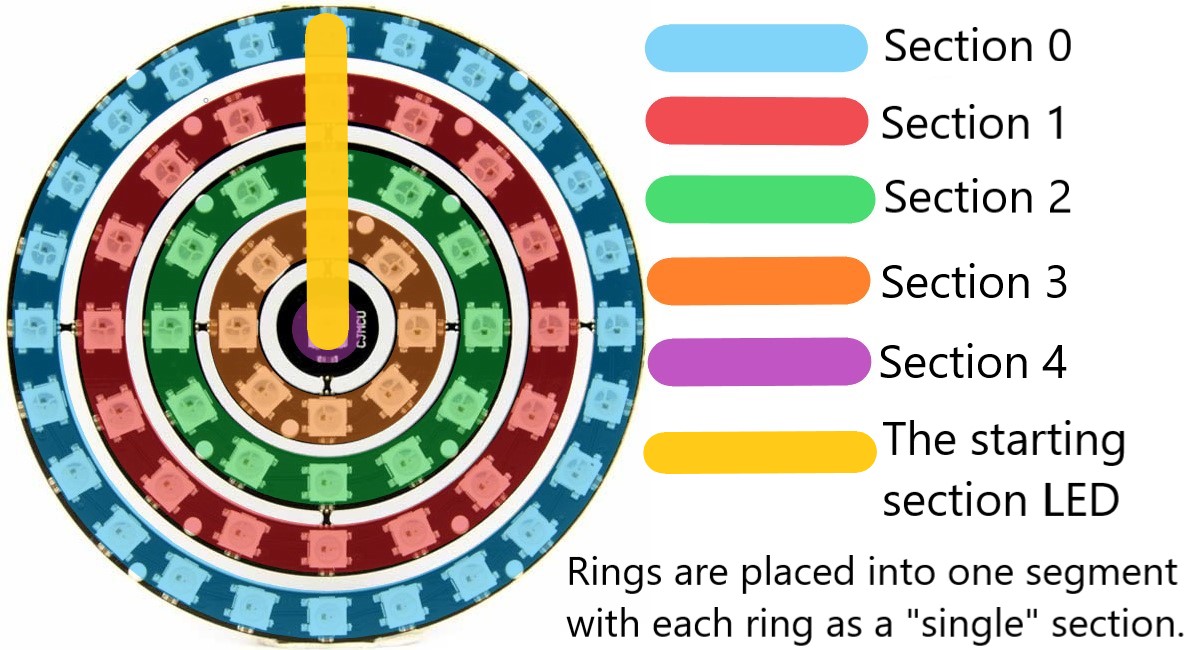 Section 0
Section 1
Section 2
Section 3
CJMCU
Section 4
The starting
section LED
Rings are placed into one segment
with each ring as a "single" section.